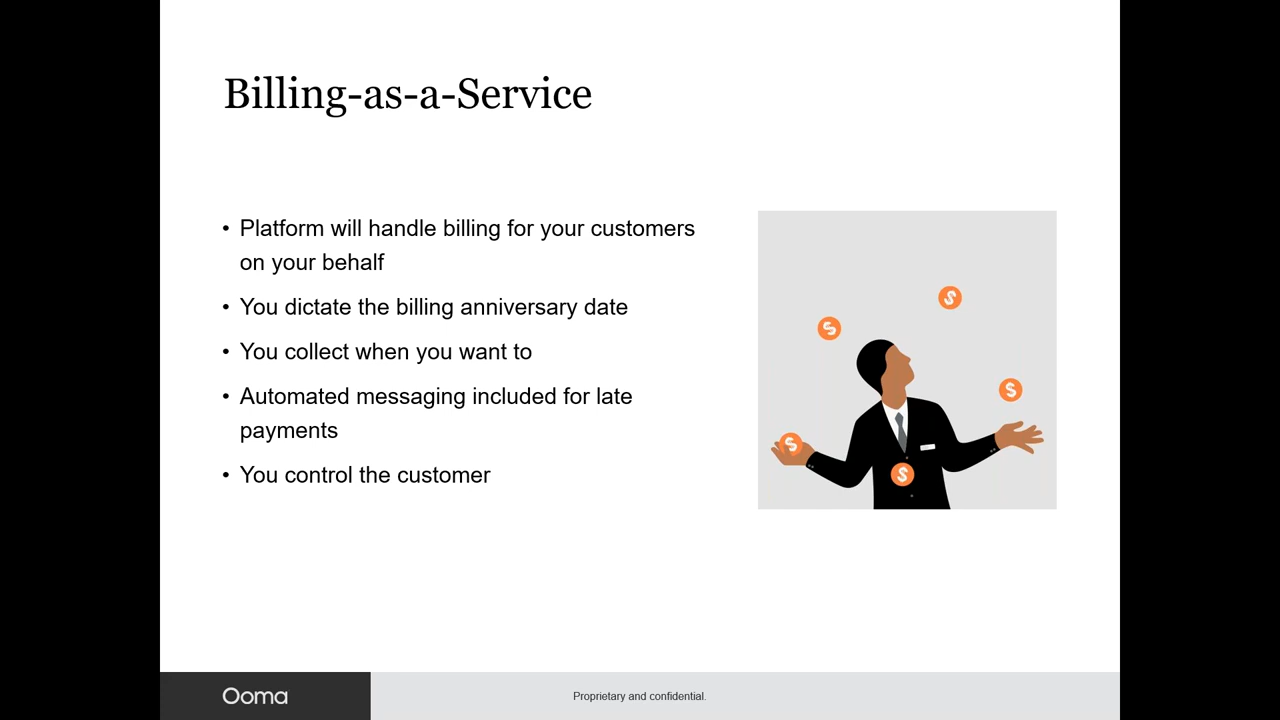 Billing-as-a-Service
• Platform will handle billing for your customers
on your behalf
• You dictate the billing anniversary date
• You collect when you want to
• Automated messaging included for late
payments
• You control the customer
$
$
$
$
$
Ooma
Proprietary and confidential.